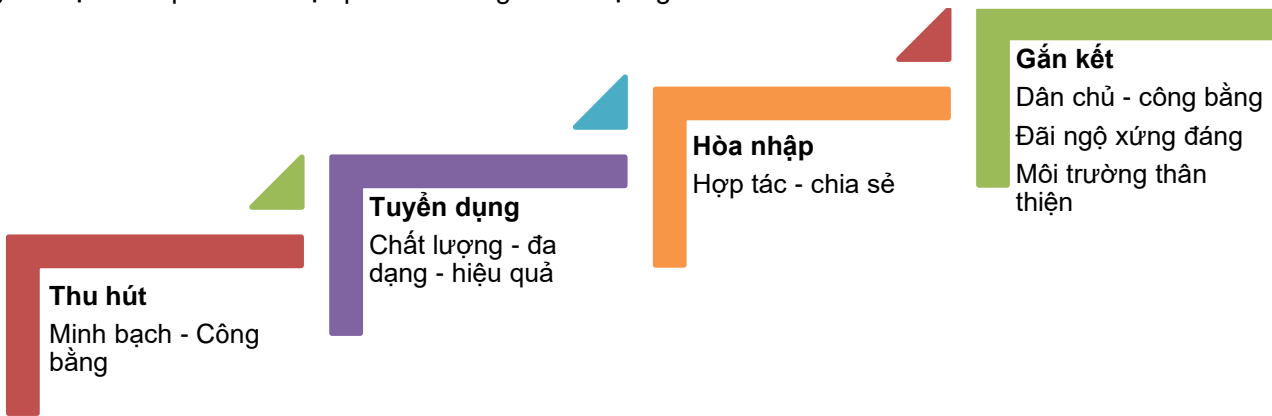 Thu hút
Minh bạch - Công
bằng
Tuyển dụng
Chất lượng - đa
dạng - hiệu quả
Hòa nhập
Hợp tác - chia sẻ
Gắn kết
Dân chủ - công bằng
Đãi ngộ xứng đáng
Môi trường thân
thiện